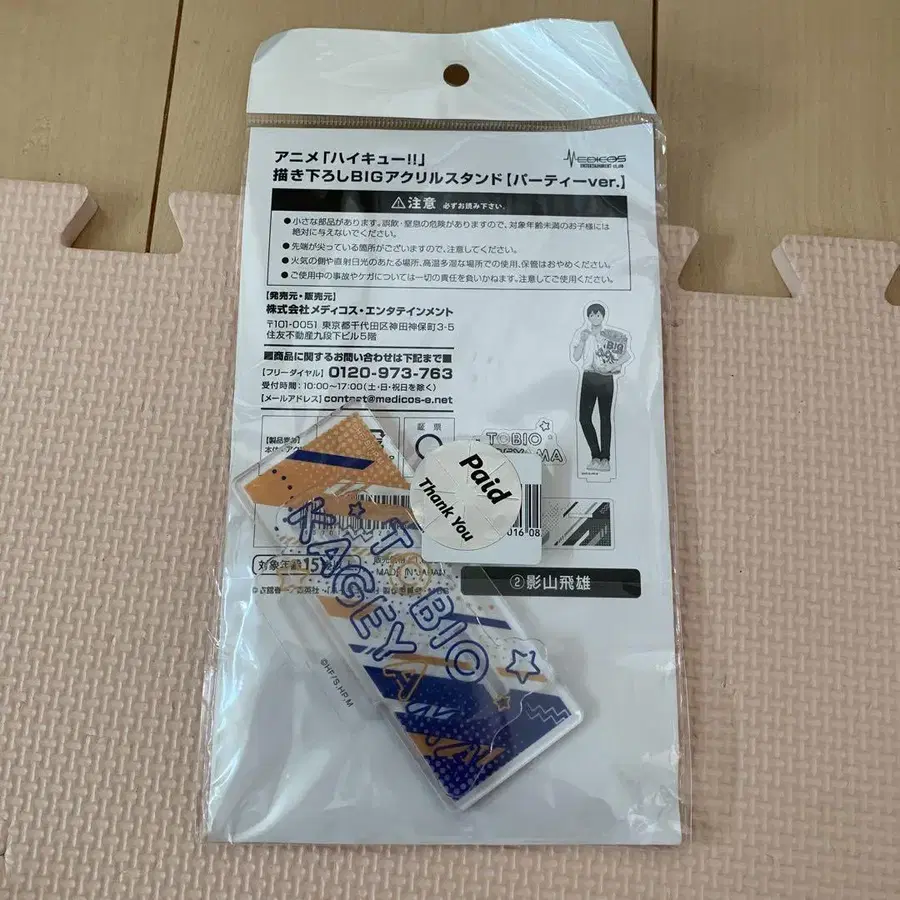 アニメ「ハイキュー!!」
描き下ろしBIGアクリルスタンド【パーティーver.】
MEDICOS
ENTERTAINMENT
⚠注意 必ずお読み下さい。
●小さな部品があります。誤飲・窒息の危険がありますので、対象年齢未満のお子様には
絶対に与えないでください。
●先端が尖っている箇所がございますので、注意してください。
●火気の側や直射日光のあたる場所、高温多湿な場所での使用、保管はおやめください。
●ご使用中の事故やケガについては一切の責任を負いかねます。注意してご使用ください。
【発売元・販売元】
株式会社メディコス・エンタテインメント
〒101-0051 東京都千代田区神田神保町3-5
住友不動産九段下ビル5階
■商品に関するお問い合わせは下記まで■
【フリーダイヤル】 0120-973-763
受付時間:10:00~17:00(土・日・祝日を除く)
【メールアドレス】 contact@medicos-e.net
BIG
TOBIO
Paid
Thank You
016 08
対象年齢15
MADE IN JAPAN
②影山飛雄
TOBIO
KAGEYA
©HF/S,HP,M